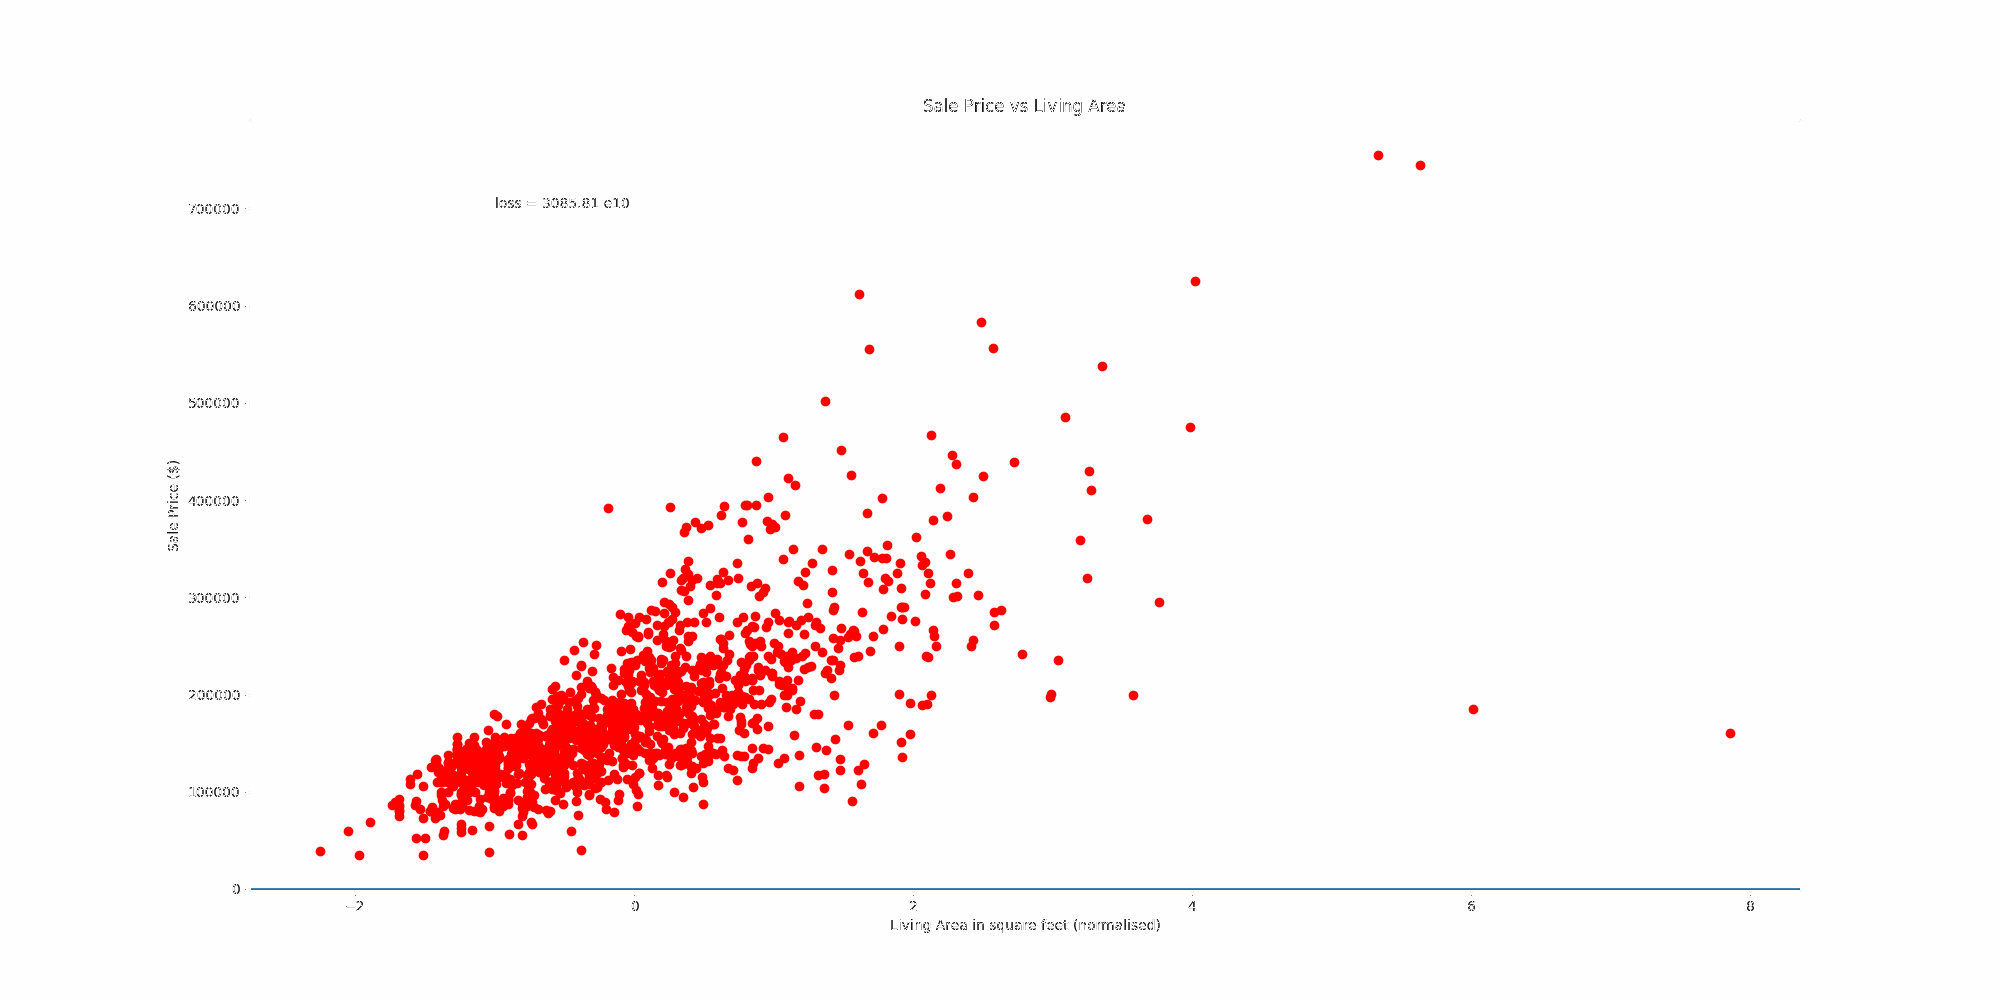 Sale Price vs Living Area
loss = 3085.81 e10
700000
600000
500000
400000
300000
200000
100000
0
Sale Price ($)
−2 0 2 4 6 8
Living Area in square feet (normalised)